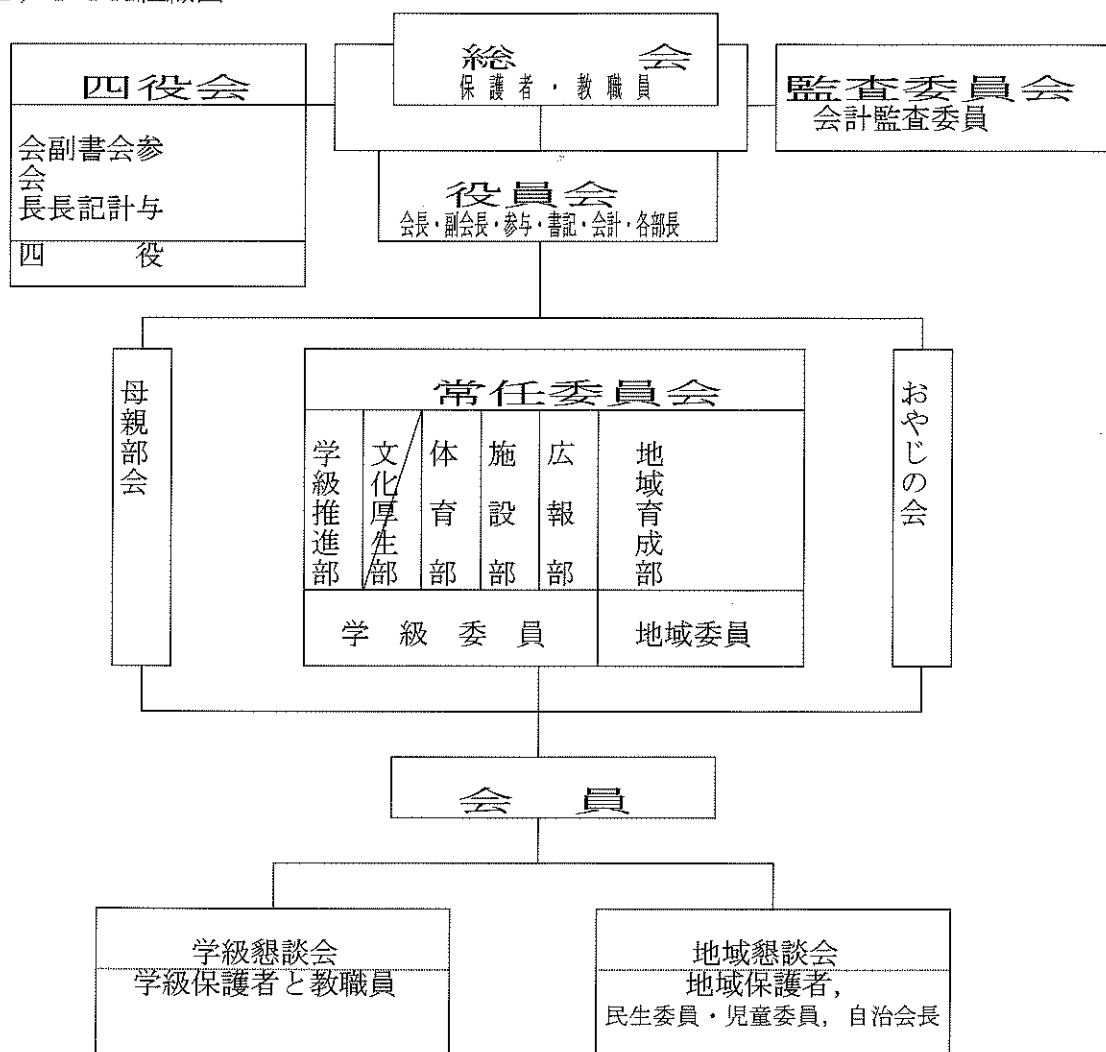 総　会
保護者・教職員
四役会
会副書会参
会
長長記計与
四　役
監査委員会
会計監査委員
役員会
会長・副会長・参与・書記・会計・各部長
母親部会
常任委員会
学級推進部
文化厚生部
体育部
施設部
広報部
地域育成部
学級委員
地域委員
おやじの会
会　員
学級懇談会
学級保護者と教職員
地域懇談会
地域保護者，
民生委員・児童委員，自治会長